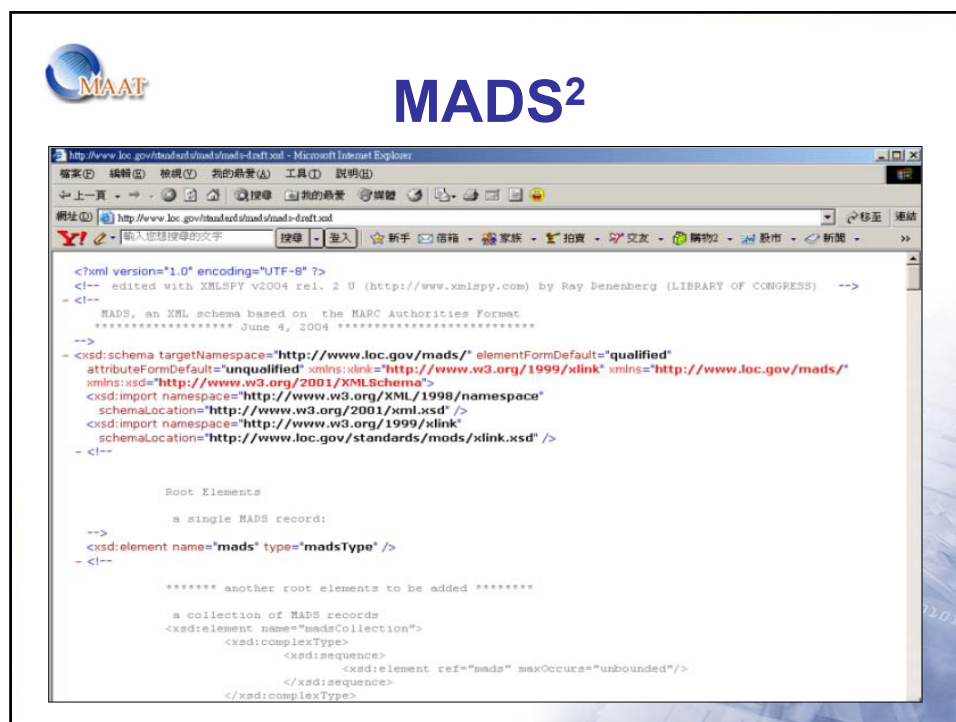 MAAT
MADS²
http://www.loc.gov/standards/mads/mads-draft.xsd - Microsoft Internet Explorer
檔案(F) 編輯(E) 檢視(V) 我的最愛(A) 工具(T) 說明(H)
上一頁 搜尋 我的最愛 媒體
網址(D) http://www.loc.gov/standards/mads/mads-draft.xsd 移至 連結
Y! 輸入您想搜尋的文字 搜尋 登入 新手 信箱 家族 拍賣 交友 購物2 股市 新聞 »
<?xml version="1.0" encoding="UTF-8" ?>
<!-- edited with XMLSPY v2004 rel. 2 U (http://www.xmlspy.com) by Ray Denenberg (LIBRARY OF CONGRESS) -->
- <!--
MADS, an XML schema based on the MARC Authorities Format
******************* June 4, 2004 ***************************
-->
- <xsd:schema targetNamespace="http://www.loc.gov/mads/" elementFormDefault="qualified"
attributeFormDefault="unqualified" xmlns:xlink="http://www.w3.org/1999/xlink" xmlns="http://www.loc.gov/mads/"
xmlns:xsd="http://www.w3.org/2001/XMLSchema">
<xsd:import namespace="http://www.w3.org/XML/1998/namespace"
schemaLocation="http://www.w3.org/2001/xml.xsd" />
<xsd:import namespace="http://www.w3.org/1999/xlink"
schemaLocation="http://www.loc.gov/standards/mods/xlink.xsd" />
- <!--
Root Elements
a single MADS record:
-->
<xsd:element name="mads" type="madsType" />
- <!--
******* another root elements to be added ********
a collection of MADS records
<xsd:element name="madsCollection">
<xsd:complexType>
<xsd:sequence>
<xsd:element ref="mads" maxOccurs="unbounded"/>
</xsd:sequence>
</xsd:complexType>